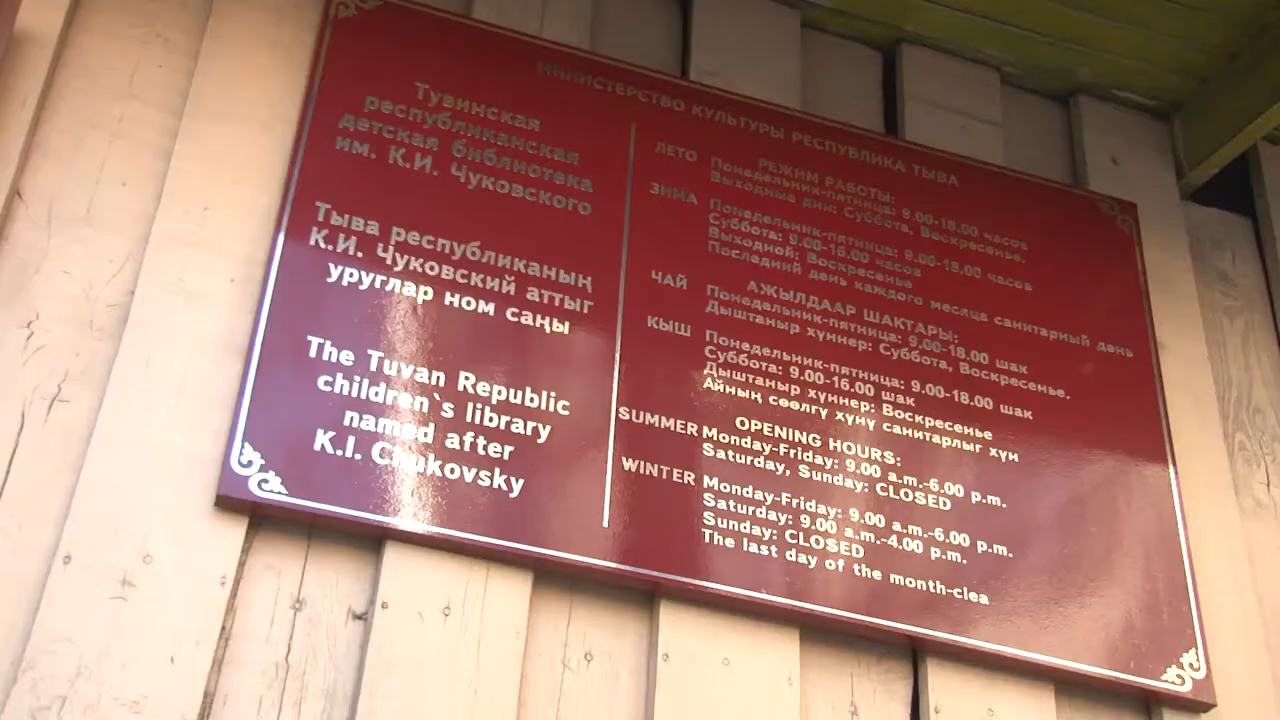 МИНИСТЕРСТВО КУЛЬТУРЫ РЕСПУБЛИКА ТЫВА
Тувинская
республиканская
детская библиотека
им. К.И. Чуковского
Тыва республиканың
К.И. Чуковский аттыг
уруглар ном саңы
The Tuvan Republic
children`s library
named after
K.I. Chukovsky
РЕЖИМ РАБОТЫ:
ЛЕТО Понедельник-пятница: 9.00-18.00 часов
Выходные дни: Суббота, Воскресенье.
ЗИМА Понедельник-пятница: 9.00-18.00 часов
Суббота: 9.00-16.00 часов
Выходной: Воскресенье
Последний день каждого месяца санитарный день
АЖЫЛДААР ШАКТАРЫ:
ЧАЙ Понедельник-пятница: 9.00-18.00 шак
Дыштаныр хүннер: Суббота, Воскресенье.
КЫШ Понедельник-пятница: 9.00-18.00 шак
Суббота: 9.00-16.00 шак
Дыштаныр хүннер: Воскресенье
Айның сөөлгү хүнү санитарлыг хүн
OPENING HOURS:
SUMMER Monday-Friday: 9.00 a.m.-6.00 p.m.
Saturday, Sunday: CLOSED
WINTER Monday-Friday: 9.00 a.m.-6.00 p.m.
Saturday: 9.00 a.m.-4.00 p.m.
Sunday: CLOSED
The last day of the month-clea